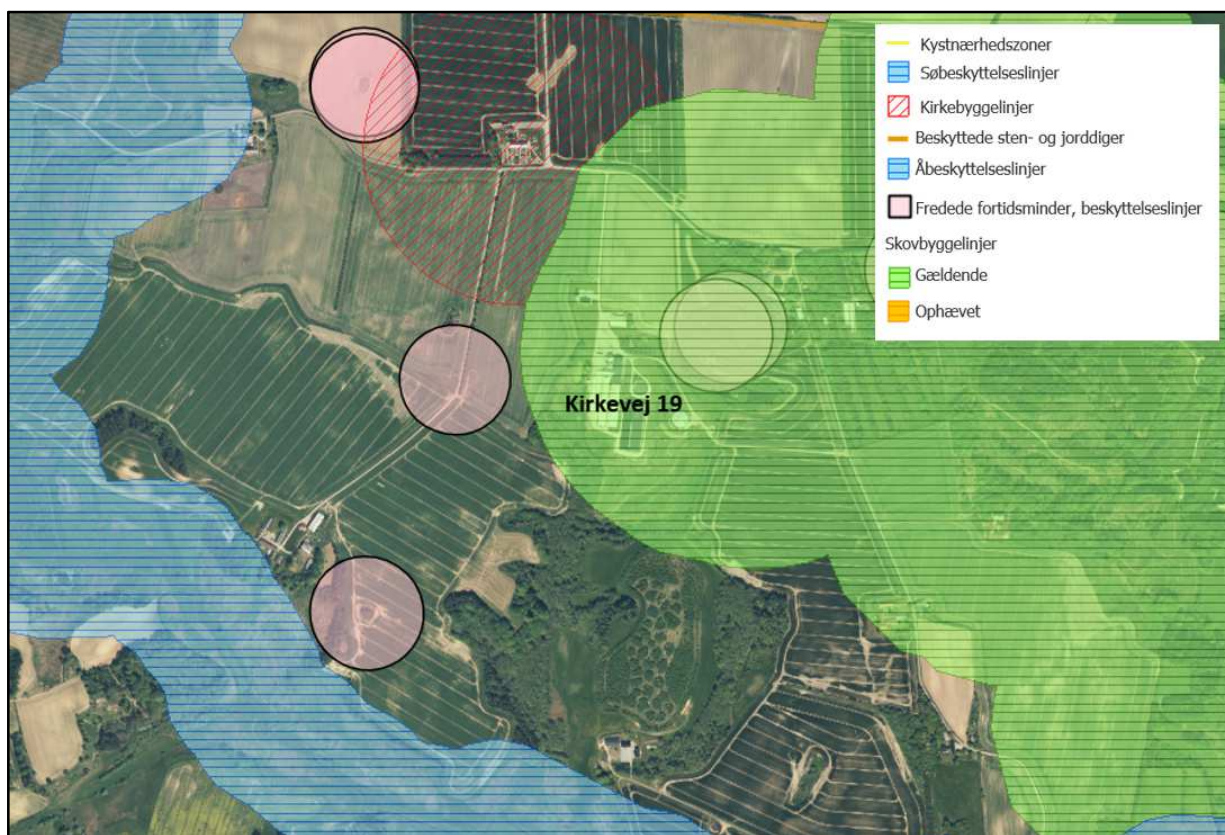 Kystnærhedszoner
Søbeskyttelseslinjer
Kirkebyggelinjer
Beskyttede sten- og jorddiger
Åbeskyttelseslinjer
Fredede fortidsminder, beskyttelseslinjer
Skovbyggelinjer
Gældende
Ophævet
Kirkevej 19